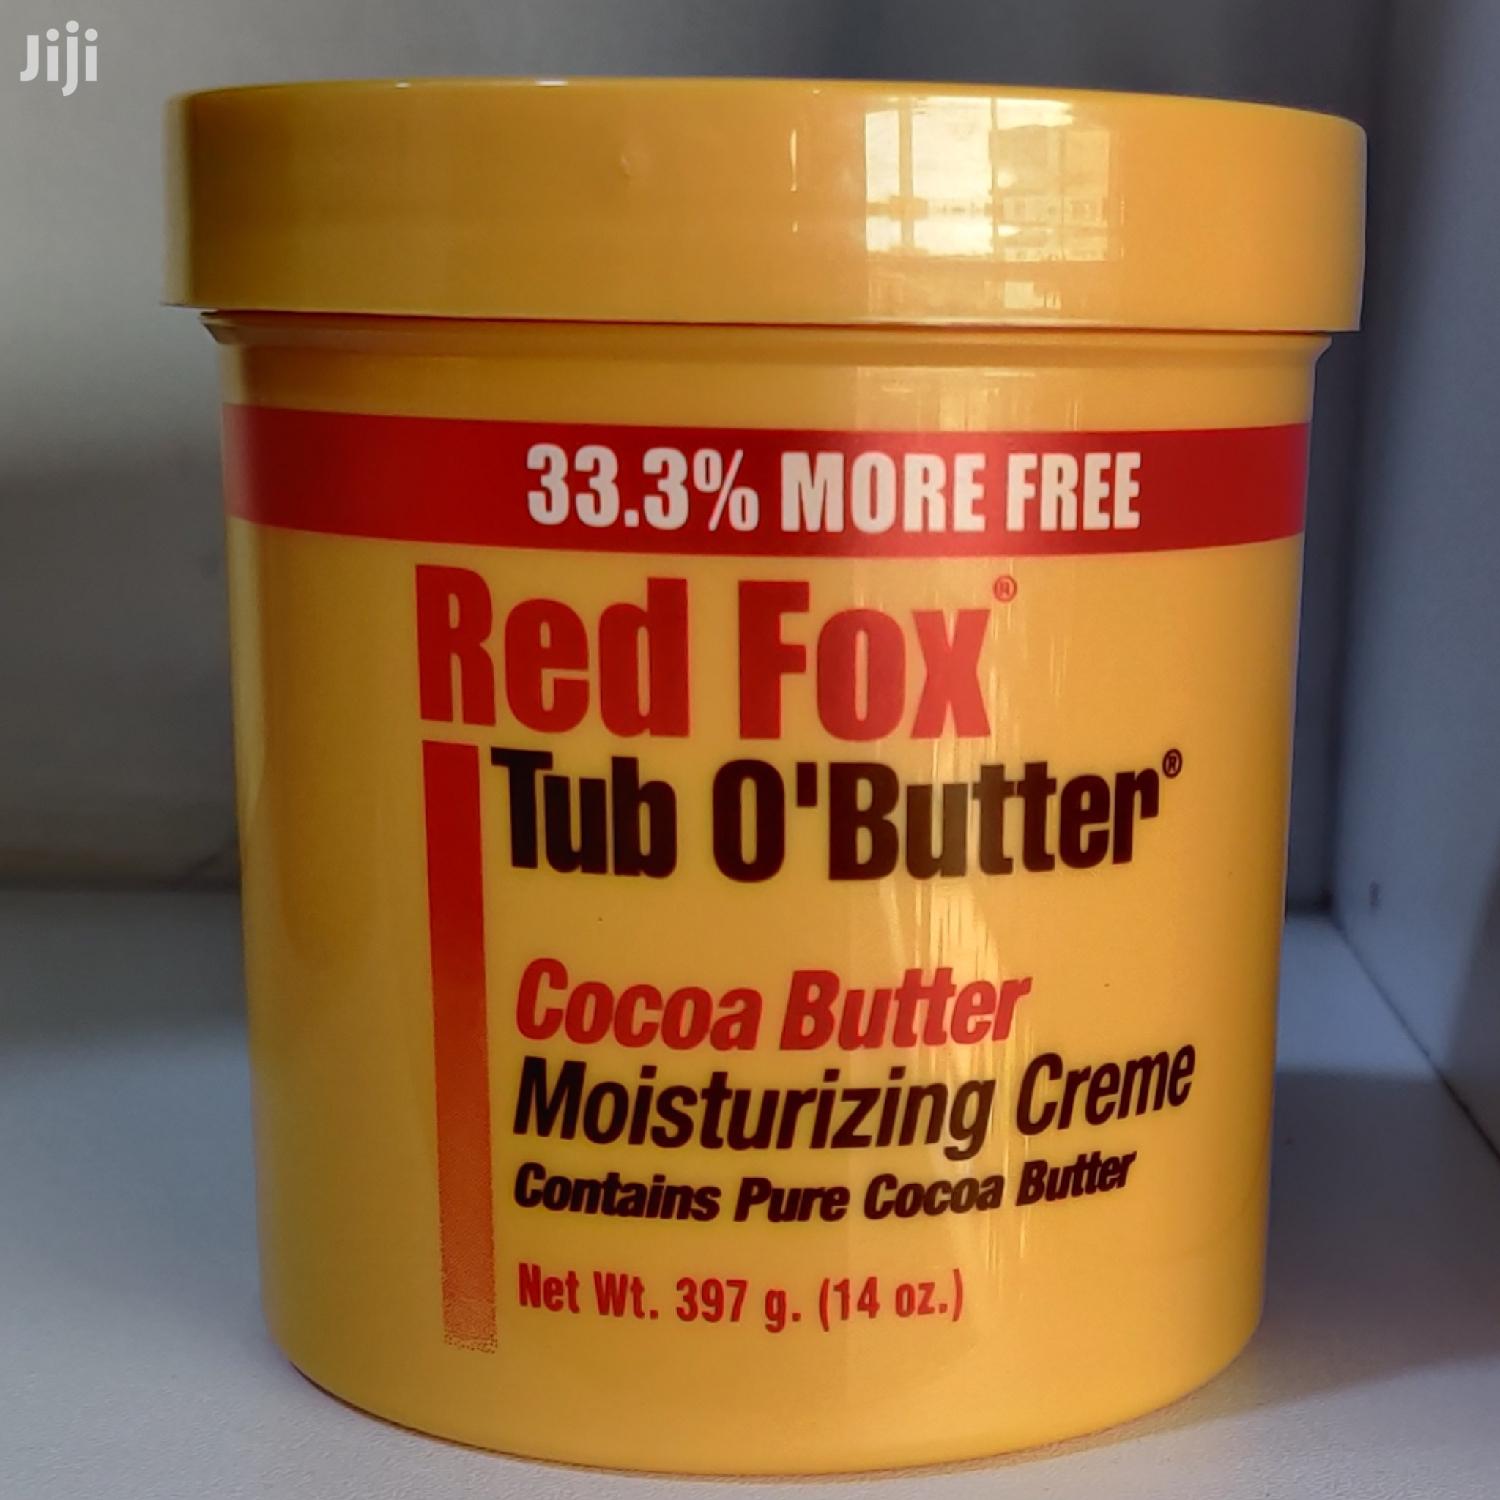 Jiji
33.3% MORE FREE
Red Fox®
Tub O'Butter®
Cocoa Butter
Moisturizing Creme
Contains Pure Cocoa Butter
Net Wt. 397 g. (14 oz.)